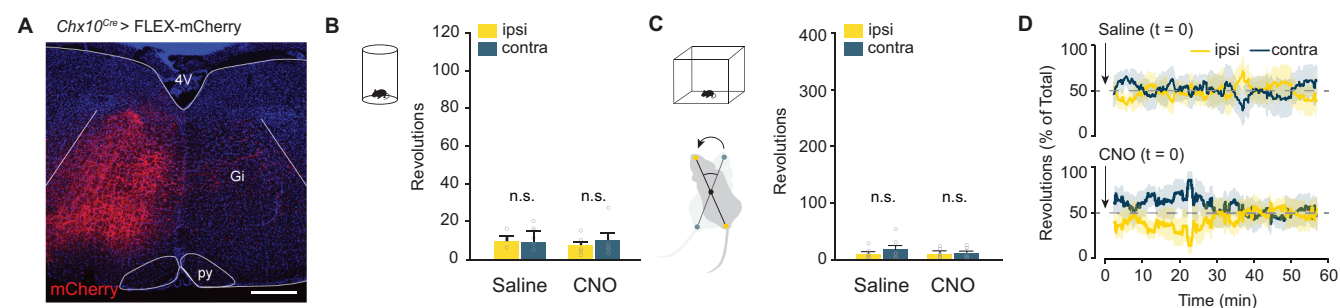 A
Chx10Cre > FLEX-mCherry
4V
Gi
py
mCherry
B
ipsi
contra
Revolutions
120
100
80
60
40
20
0
n.s.
n.s.
Saline
CNO
C
ipsi
contra
Revolutions
400
300
200
100
0
n.s.
n.s.
Saline
CNO
D
Saline (t = 0)
ipsi
contra
100
50
0
CNO (t = 0)
100
50
0
Revolutions (% of Total)
0 10 20 30 40 50 60
Time (min)